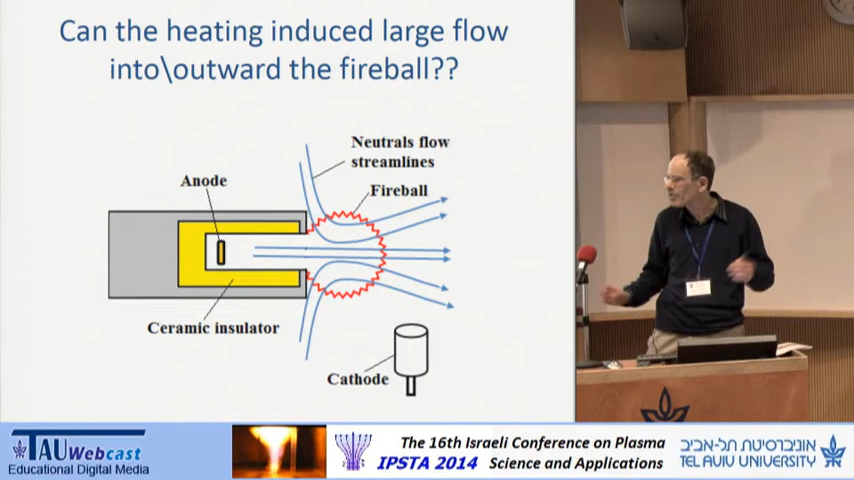 Can the heating induced large flow
into\outward the fireball??
Neutrals flow
streamlines
Anode
Fireball
Ceramic insulator
Cathode
TAU Webcast
Educational Digital Media
The 16th Israeli Conference on Plasma
IPSTA 2014 Science and Applications
אוניברסיטת תל-אביב
TEL AVIV UNIVERSITY